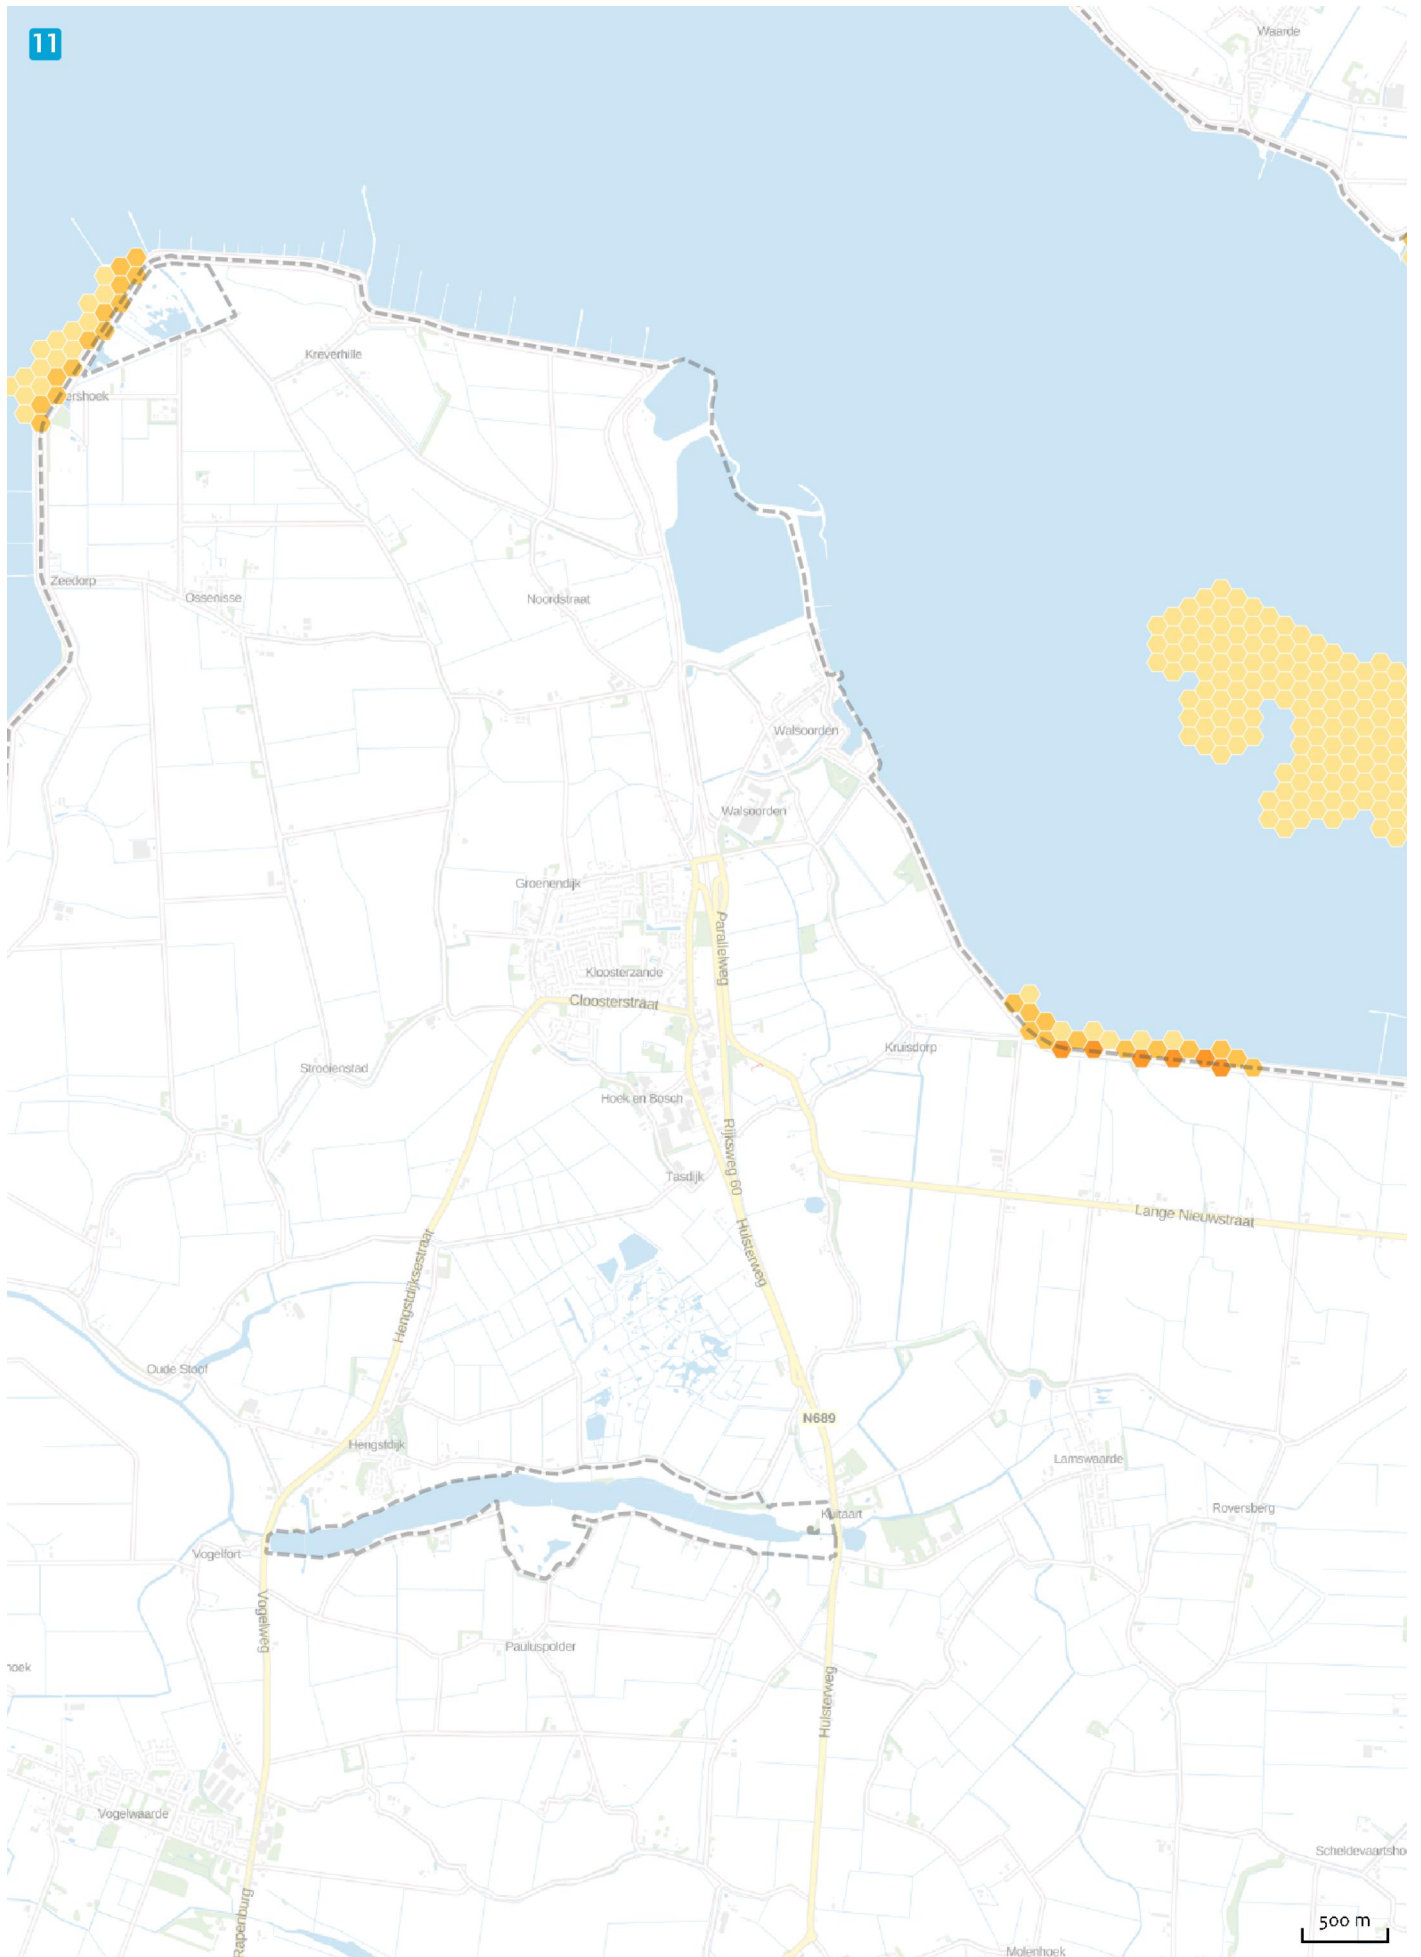 11
Waarde
Kreverhille
ershoek
Zeedorp
Ossenisse
Noordstraat
Walsoorden
Walsoorden
Groenendijk
Parallelweg
Kloosterzande
Cloosterstraat
Kruisdorp
Strooienstad
Hoek en Bosch
Rijksweg 60
Tasdijk
Lange Nieuwstraat
Hulsterweg
Hengstdijksestraat
Oude Stoof
N689
Hengstdijk
Lamswaarde
Roversberg
Kuitaart
Vogelfort
Vogelweg
Pauluspolder
hoek
Hulsterweg
Vogelwaarde
Scheldevaartsho
Rapenburg
500 m
Molenhoek